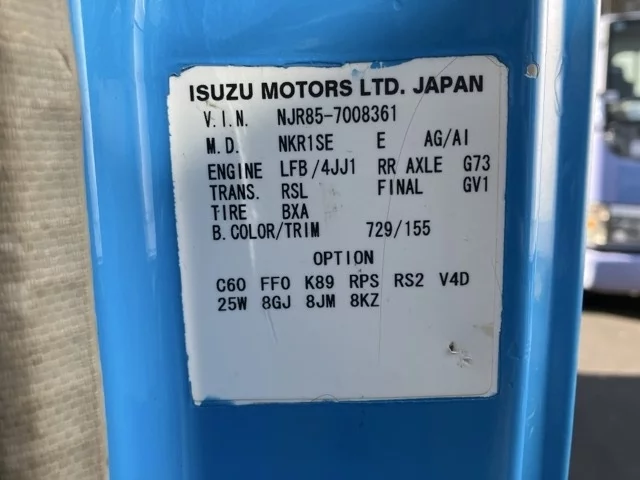 ISUZU MOTORS LTD. JAPAN
V.I.N. NJR85-7008361
M.D. NKR1SE E AG/AI
ENGINE LFB/4JJ1 RR AXLE G73
TRANS. RSL FINAL GV1
TIRE BXA
B.COLOR/TRIM 729/155
OPTION
C60 FF0 K89 RPS RS2 V4D
25W 8GJ 8JM 8KZ